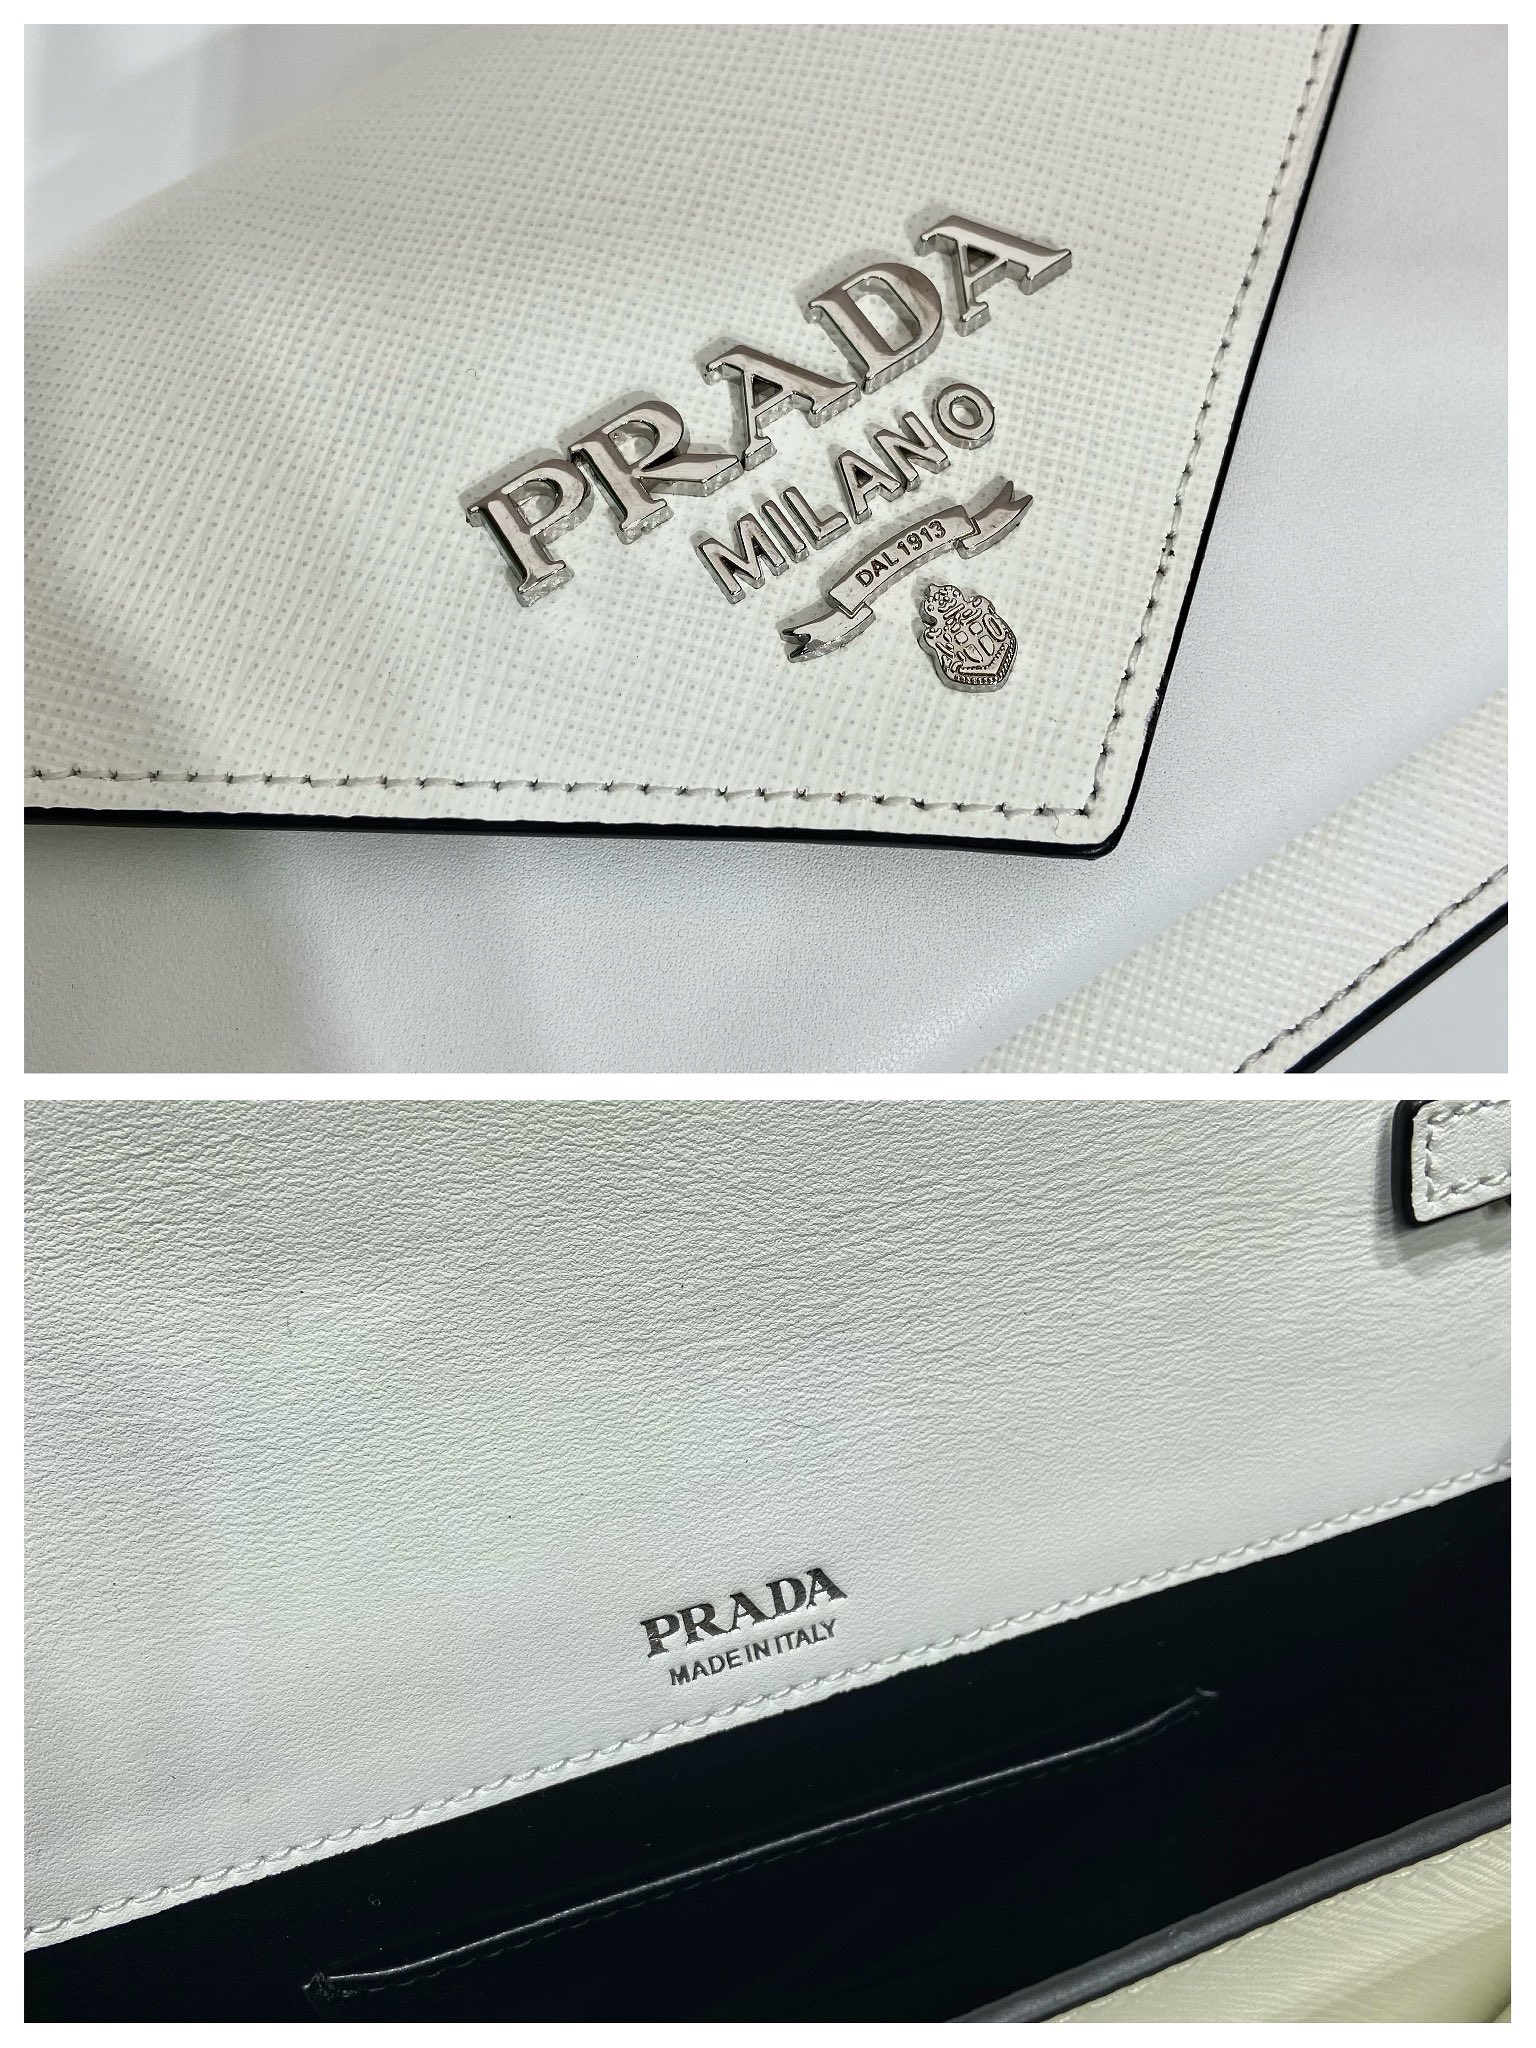 PRADA
MILANO
DAL 1913
PRADA
MADE IN ITALY